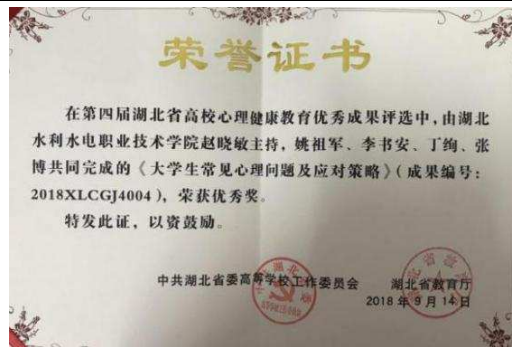 荣誉证书
在第四届湖北省高校心理健康教育优秀成果评选中,由湖北
水利水电职业技术学院赵晓敏主持,姚祖军、李书安、丁绚、张
博共同完成的《大学生常见心理问题及应对策略》(成果编号:
2018XLCGJ4004),荣获优秀奖。
特发此证,以资鼓励。
中共湖北省委高等学校工作委员会 湖北省教育厅
2018年9月14日